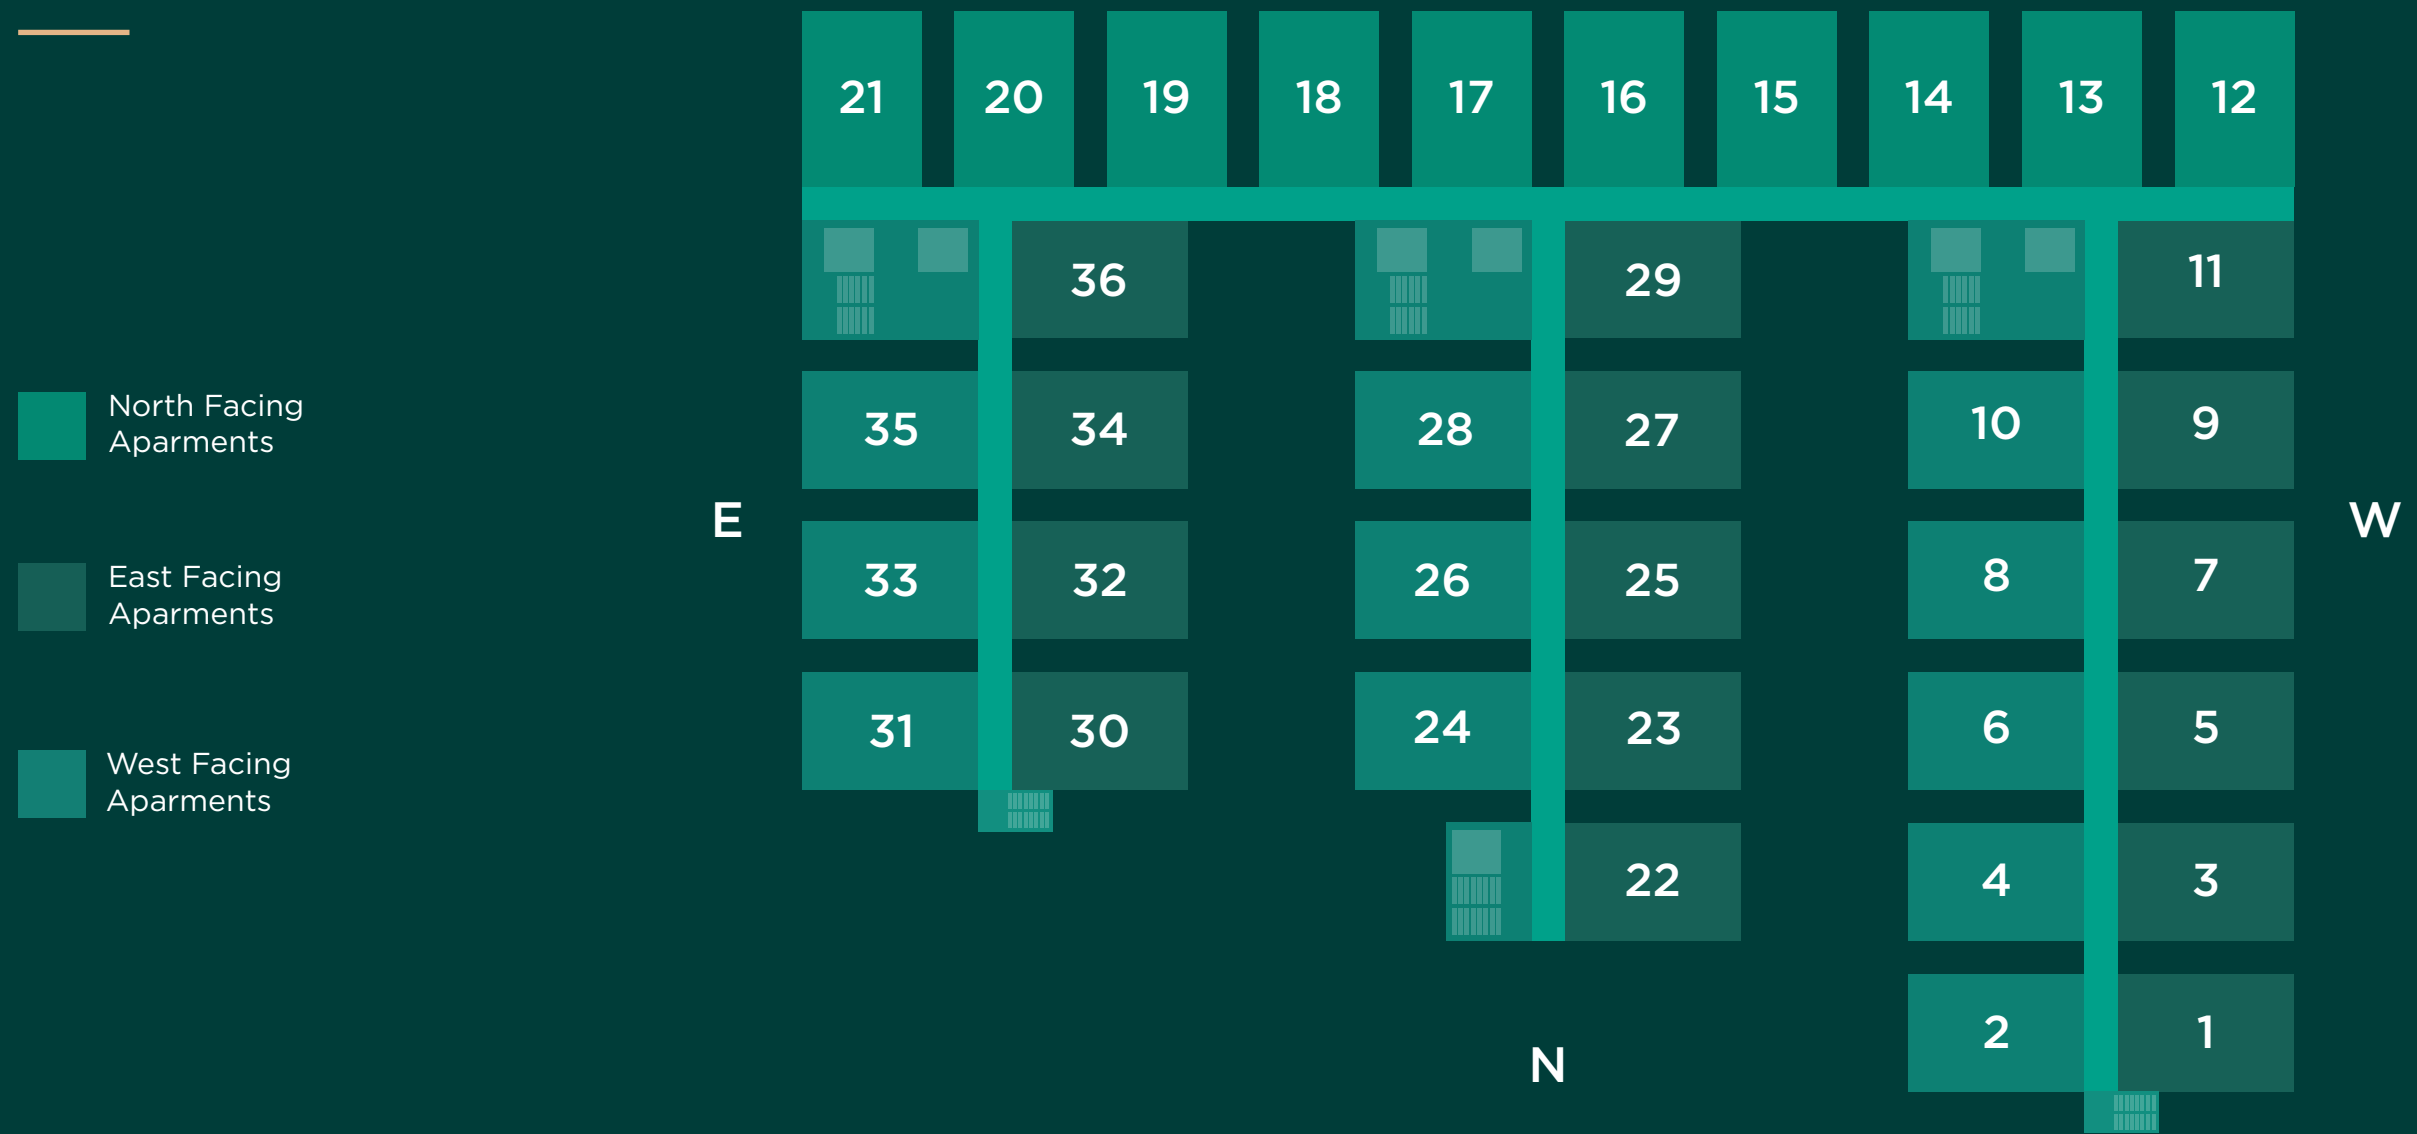 21 20 19 18 17 16 15 14 13 12
36 29 11
North Facing
Aparments
35 34 28 27 10 9
E W
East Facing
Aparments
33 32 26 25 8 7
31 30 24 23 6 5
West Facing
Aparments
22 4 3
2 1
N